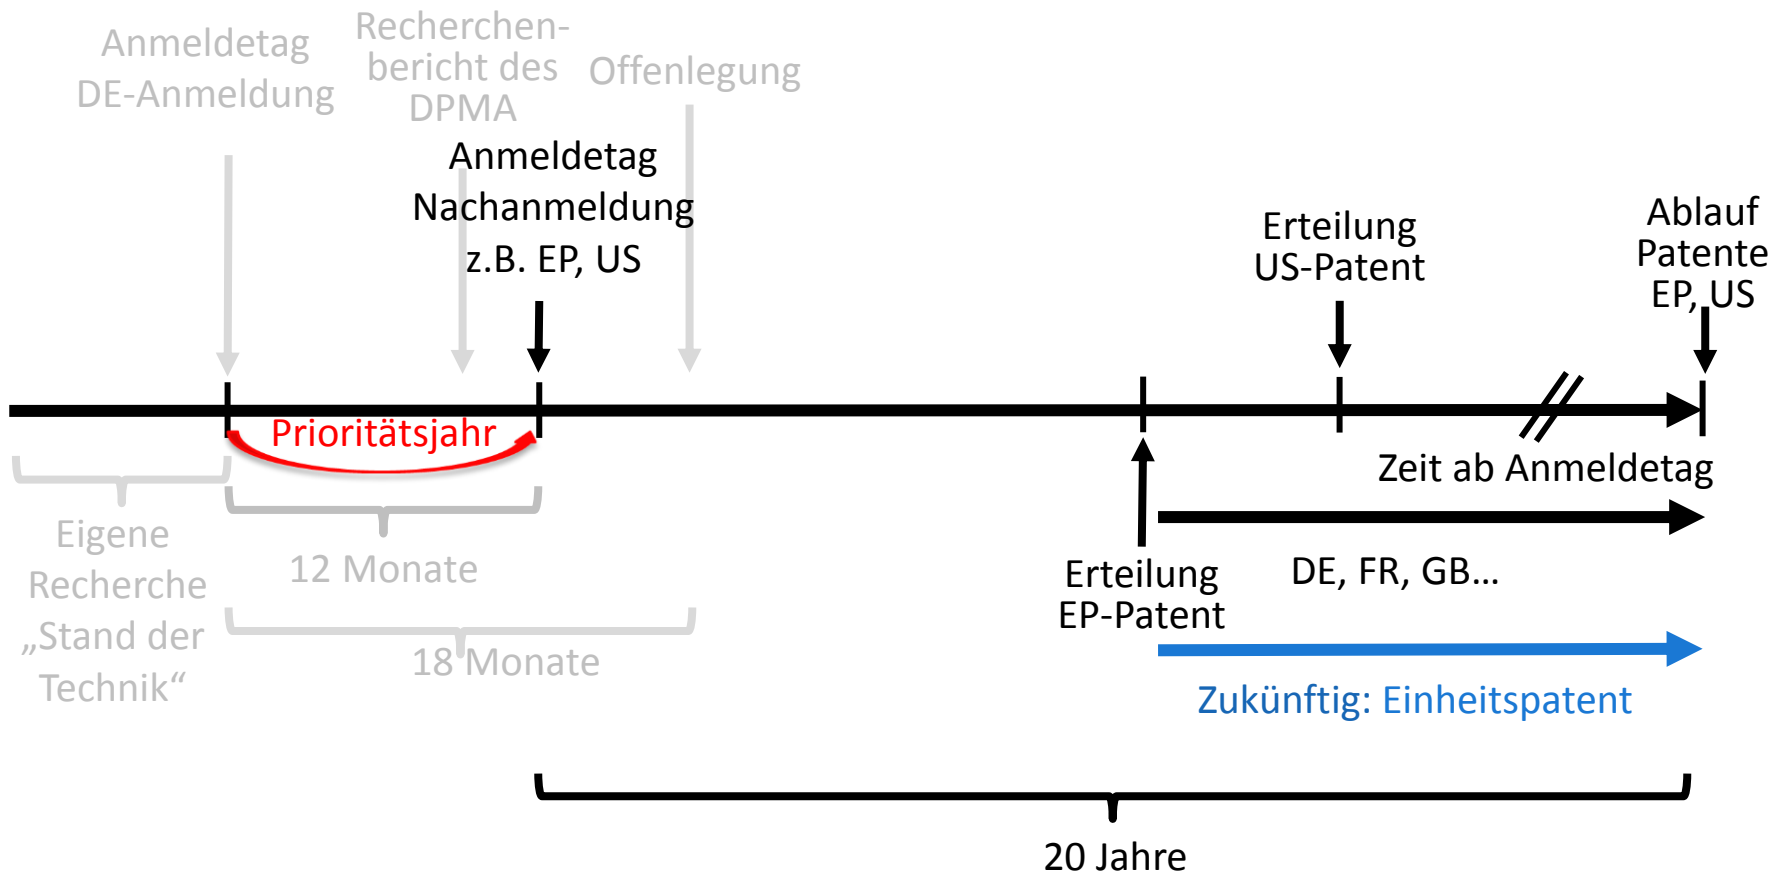 Anmeldetag
DE-Anmeldung
Recherchen-
bericht des
DPMA
Offenlegung
Anmeldetag
Nachanmeldung
z.B. EP, US
Erteilung
US-Patent
Ablauf
Patente
EP, US
Prioritätsjahr
Zeit ab Anmeldetag
Eigene
Recherche
„Stand der
Technik“
12 Monate
18 Monate
Erteilung
EP-Patent
DE, FR, GB...
Zukünftig: Einheitspatent
20 Jahre